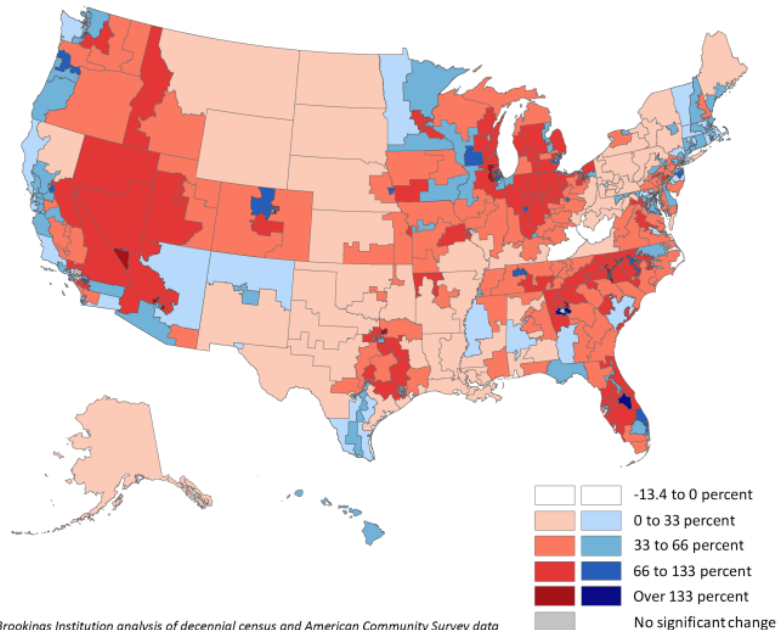 -13.4 to 0 percent
0 to 33 percent
33 to 66 percent
66 to 133 percent
Over 133 percent
No significant change
Brookings Institution analysis of decennial census and American Community Survey data